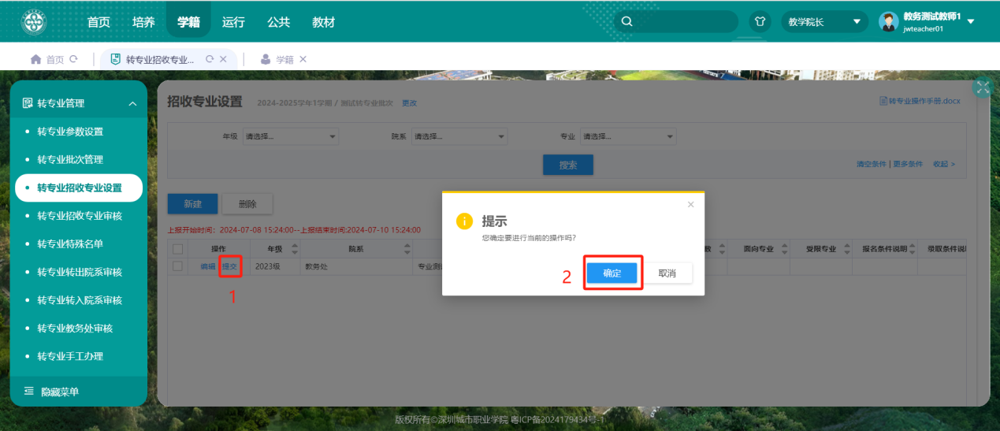 首页 培养 学籍 运行 公共 教材 教学院长 教务测试教师1
jwteacher01
首页 转专业招收专业... 学籍
转专业管理
转专业参数设置
转专业批次管理
转专业招收专业设置
转专业招收专业审核
转专业特殊名单
转专业转出院系审核
转专业转入院系审核
转专业教务处审核
转专业手工办理
隐藏菜单
招收专业设置 2024-2025学年1学期 / 测试转专业批次 更改 转专业操作手册.docx
年级 请选择... 院系 请选择... 专业 请选择...
搜索 清空条件 | 更多条件 收起 >
新建 删除
上报开始时间：2024-07-08 15:24:00--上报结束时间:2024-07-10 15:24:00
操作 年级 院系 数 面向专业 受限专业 报名条件说明 录取条件说
编辑 提交 2023级 教务处 专业测
1
提示
您确定要进行当前的操作吗?
2 确定 取消
版权所有©深圳城市职业学院 粤ICP备2024179434号-1